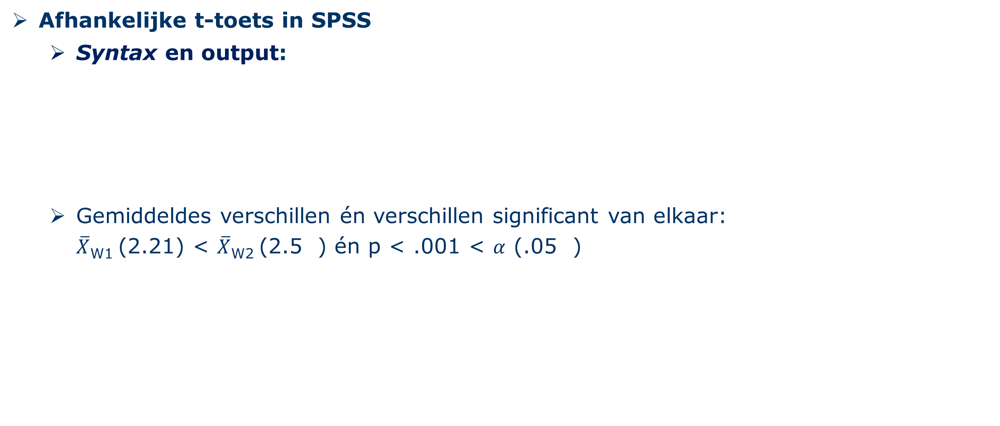 ➢ Afhankelijke t-toets in SPSS
➢ Syntax en output:
➢ Gemiddeldes verschillen én verschillen significant van elkaar:
X̅W1 (2.21) < X̅W2 (2.5 ) én p < .001 < α (.05 )